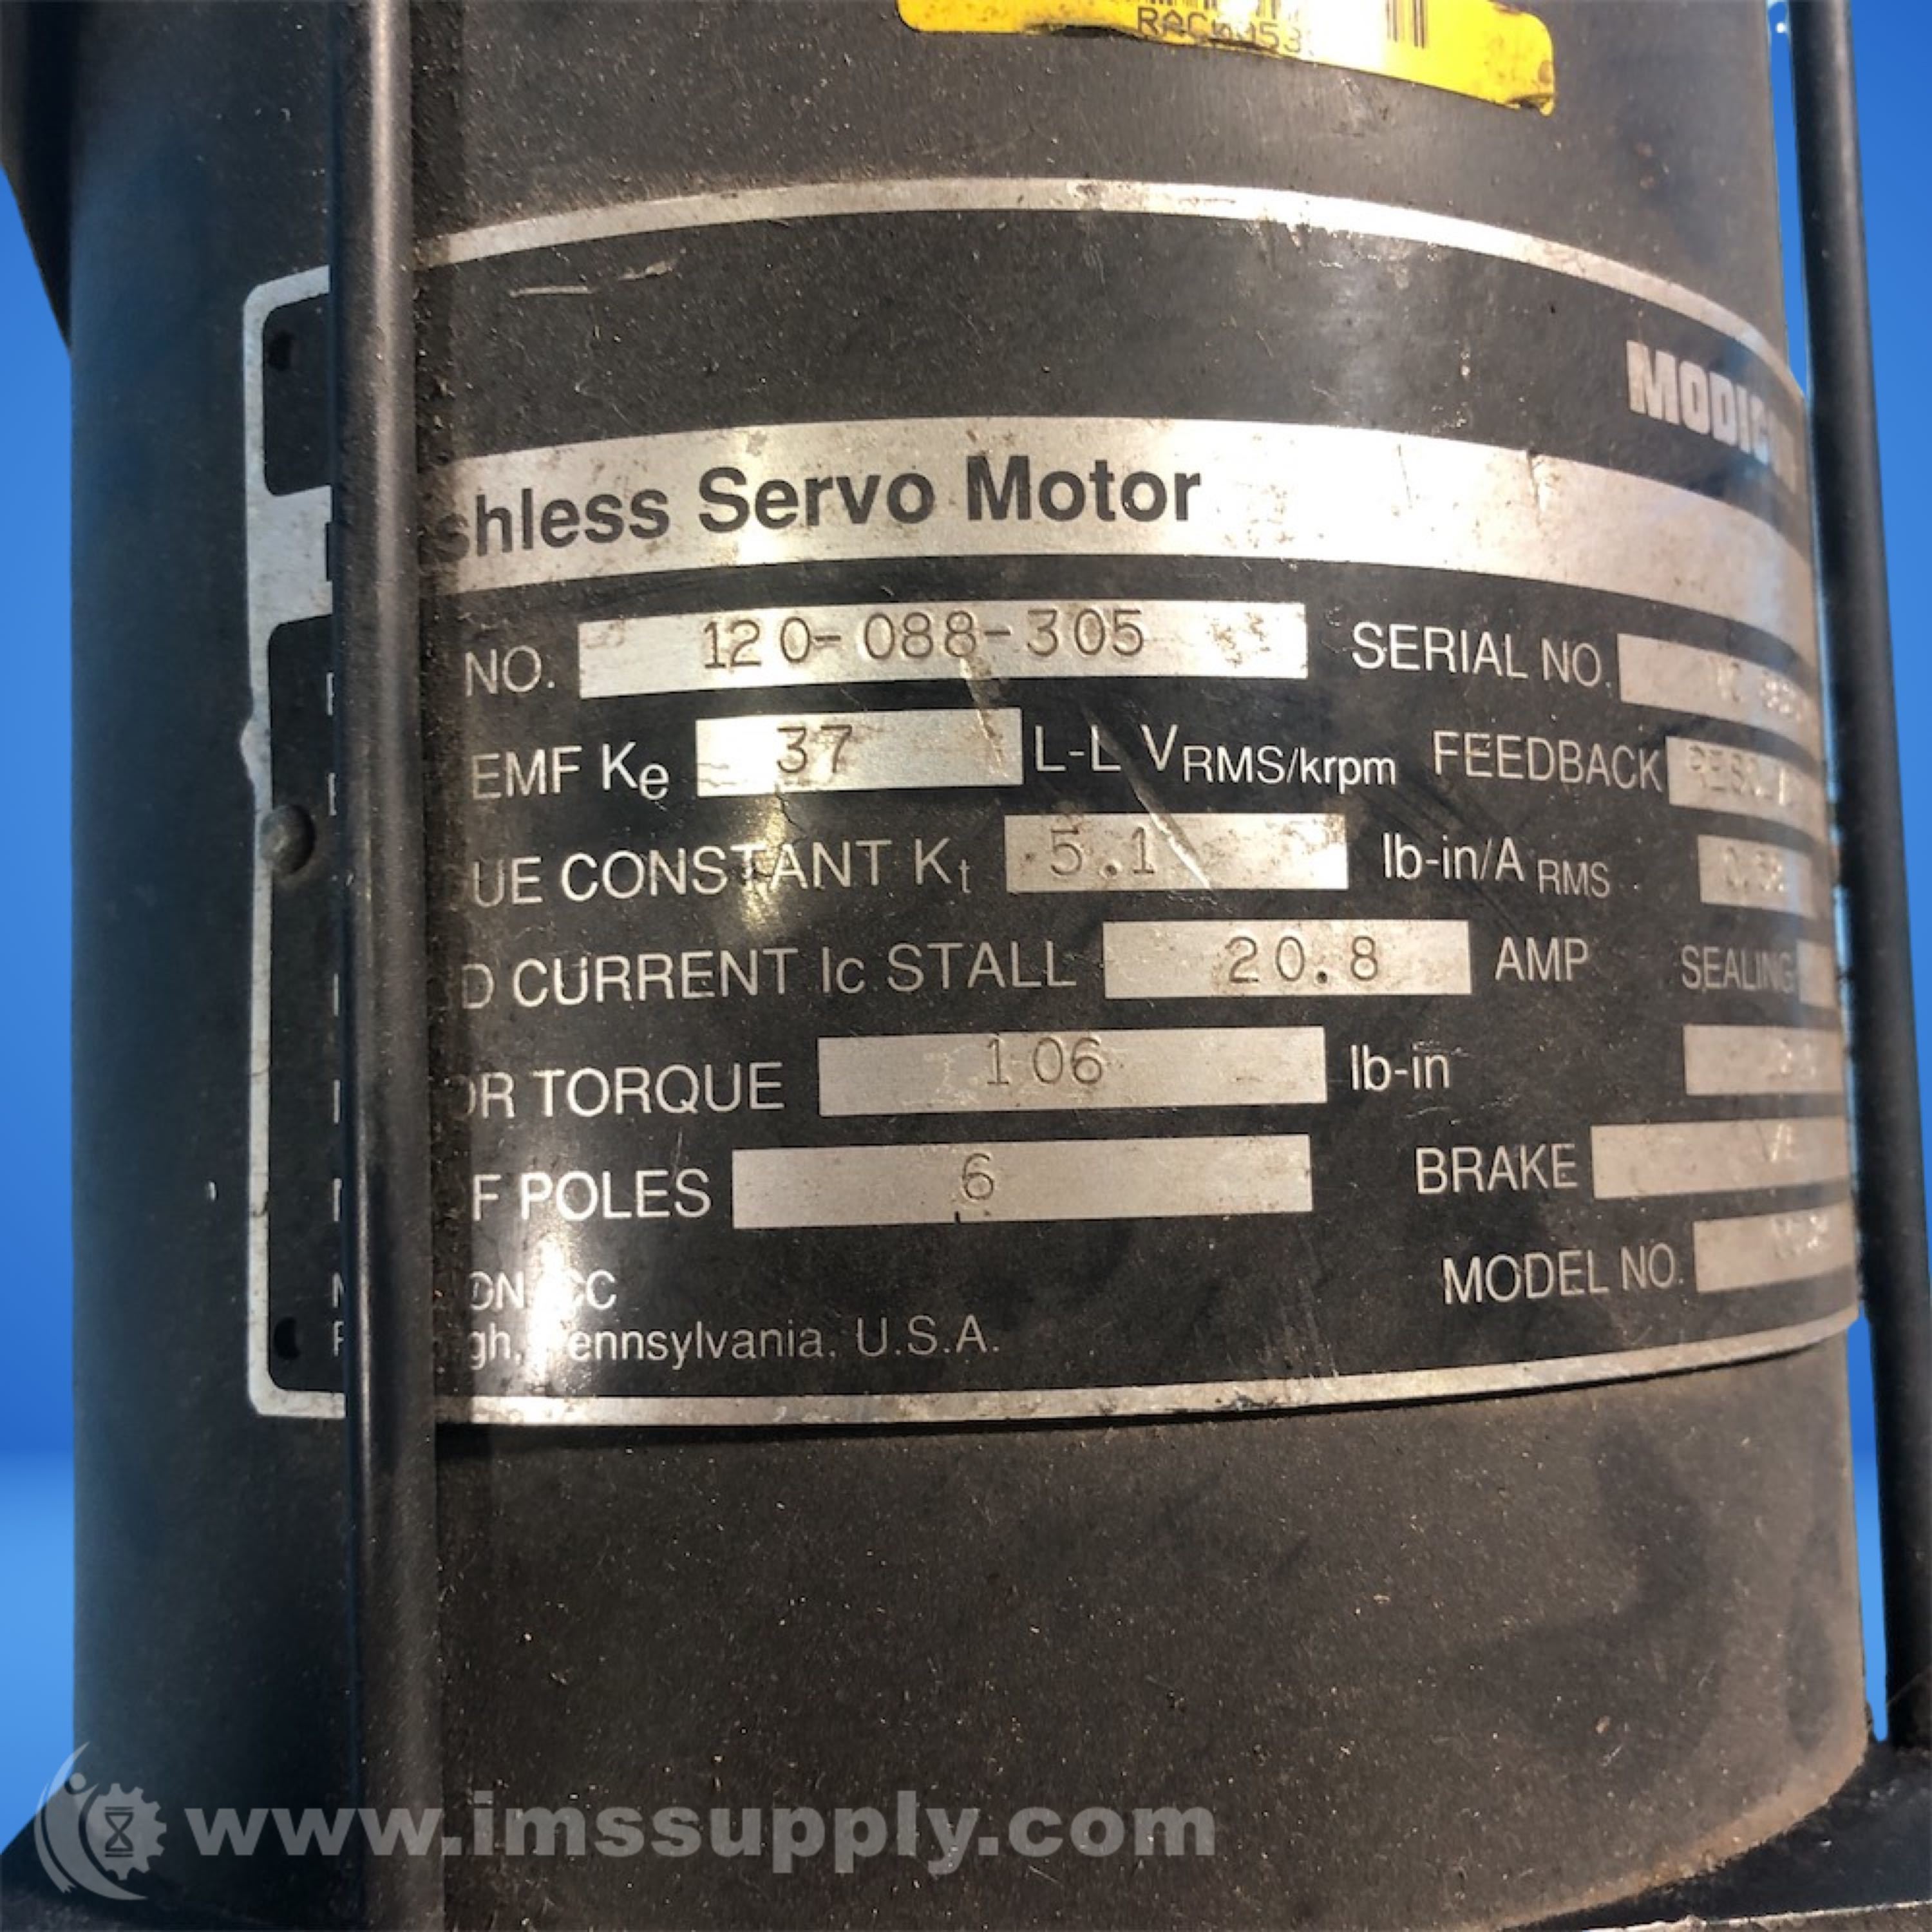 MODICON
shless Servo Motor
NO. 120-088-305 SERIAL NO.
EMF Ke 37 L-L VRMS/krpm FEEDBACK
UE CONSTANT Kt 5.1 lb-in/A RMS
D CURRENT Ic STALL 20.8 AMP SEALING
OR TORQUE 106 lb-in
F POLES 6 BRAKE
MODEL NO.
gh, Pennsylvania, U.S.A.
www.imssupply.com